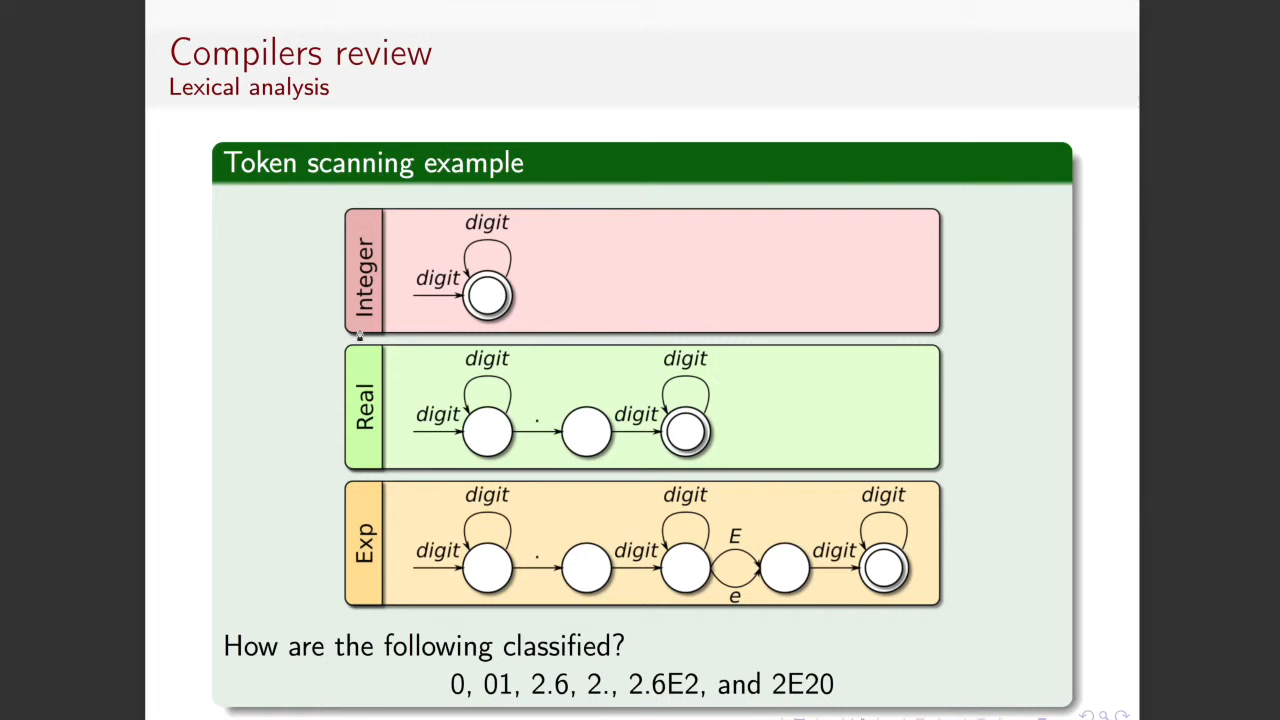 Compilers review
Lexical analysis
Token scanning example
Integer
digit
digit
Real
digit
digit
digit . digit
Exp
digit
digit
digit
digit . digit E digit
e
How are the following classified?
0, 01, 2.6, 2., 2.6E2, and 2E20